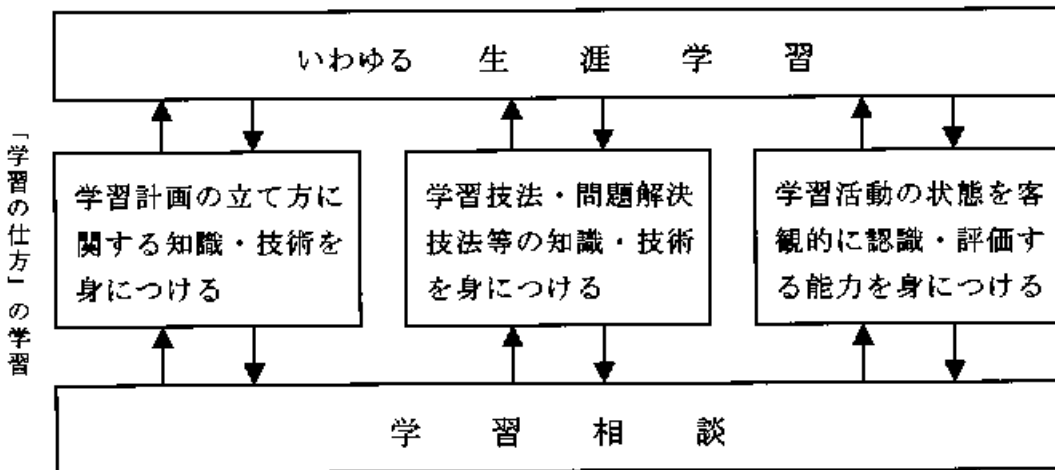 いわゆる 生涯学習
「学習の仕方」の学習
学習計画の立て方に
関する知識・技術を
身につける
学習技法・問題解決
技法等の知識・技術
を身につける
学習活動の状態を客
観的に認識・評価す
る能力を身につける
学習相談